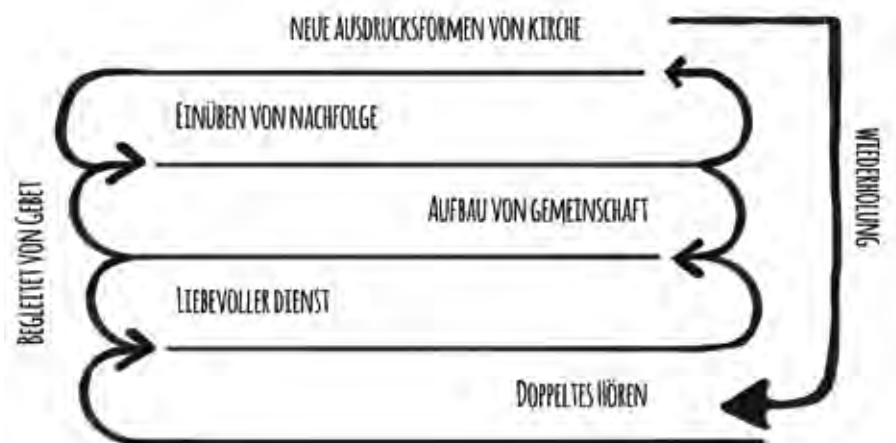 NEUE AUSDRUCKSFORMEN VON KIRCHE
EINÜBEN VON NACHFOLGE
AUFBAU VON GEMEINSCHAFT
LIEBEVOLLER DIENST
DOPPELTES HÖREN
BEGLEITET VON GEBET
WIEDERHOLUNG